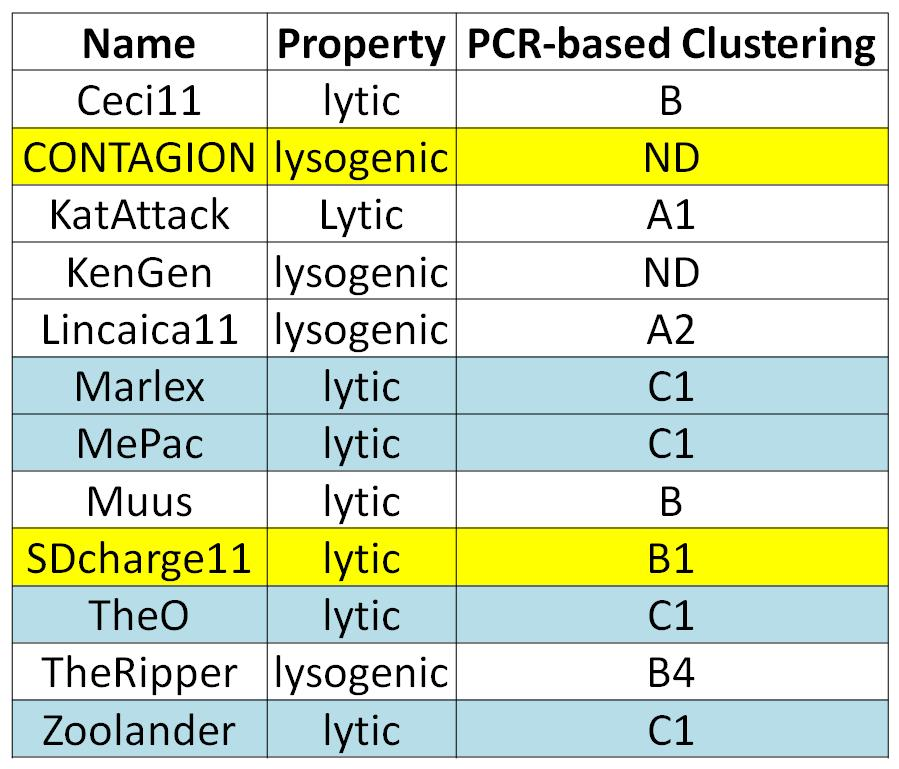 Name Property PCR-based Clustering
Ceci11 lytic B
CONTAGION lysogenic ND
KatAttack Lytic A1
KenGen lysogenic ND
Lincaica11 lysogenic A2
Marlex lytic C1
MePac lytic C1
Muus lytic B
SDcharge11 lytic B1
TheO lytic C1
TheRipper lysogenic B4
Zoolander lytic C1